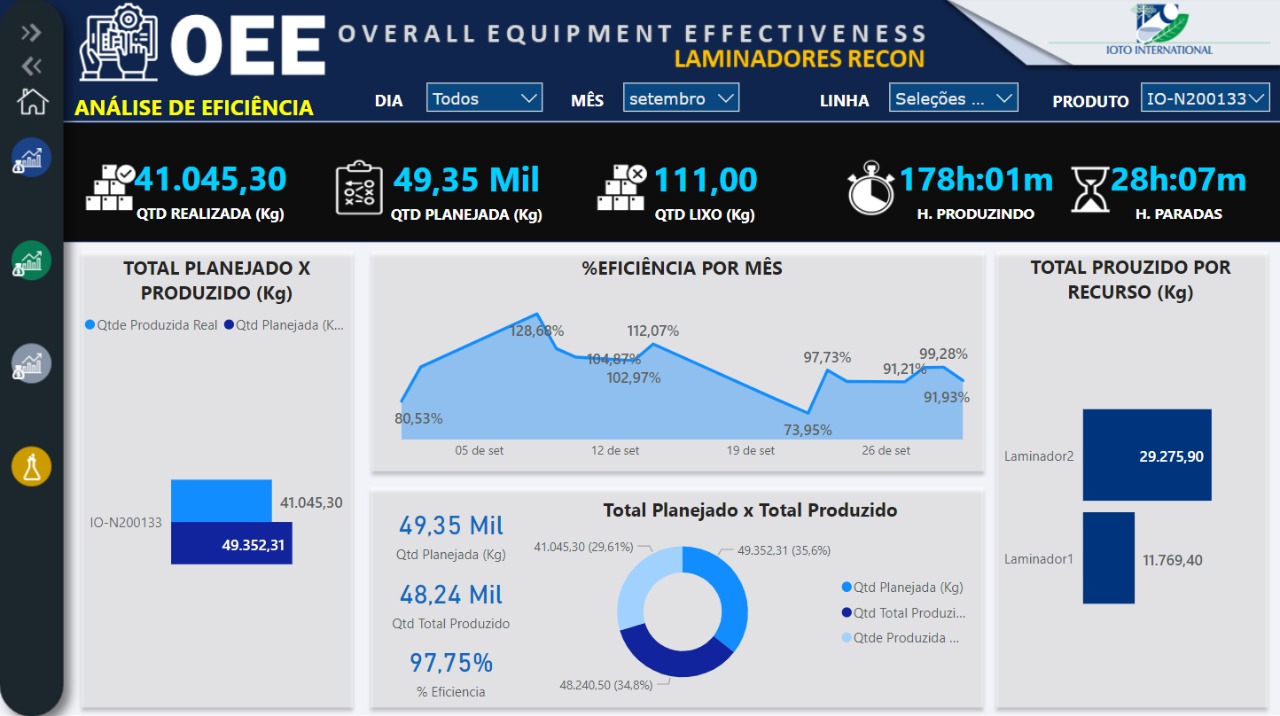 OEE
OVERALL EQUIPMENT EFFECTIVENESS
LAMINADORES RECON
IOTO INTERNATIONAL
ANÁLISE DE EFICIÊNCIA
DIA
Todos
MÊS
setembro
LINHA
Seleções ...
PRODUTO
IO-N200133
41.045,30
QTD REALIZADA (Kg)
49,35 Mil
QTD PLANEJADA (Kg)
111,00
QTD LIXO (Kg)
178h:01m
H. PRODUZINDO
28h:07m
H. PARADAS
TOTAL PLANEJADO X
PRODUZIDO (Kg)
Qtde Produzida Real
Qtd Planejada (K...
IO-N200133
41.045,30
49.352,31
%EFICIÊNCIA POR MÊS
80,53%
128,68%
104,87%
102,97%
112,07%
73,95%
97,73%
91,21%
99,28%
91,93%
05 de set
12 de set
19 de set
26 de set
49,35 Mil
Qtd Planejada (Kg)
48,24 Mil
Qtd Total Produzido
97,75%
% Eficiencia
Total Planejado x Total Produzido
41.045,30 (29,61%)
49.352,31 (35,6%)
48.240,50 (34,8%)
Qtd Planejada (Kg)
Qtd Total Produzi...
Qtde Produzida ...
TOTAL PROUZIDO POR
RECURSO (Kg)
Laminador2
29.275,90
Laminador1
11.769,40